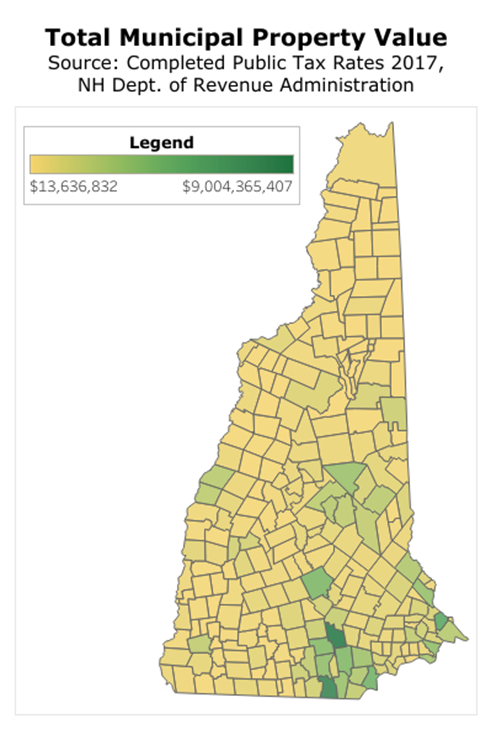 Total Municipal Property Value
Source: Completed Public Tax Rates 2017,
NH Dept. of Revenue Administration
Legend
$13,636,832 $9,004,365,407